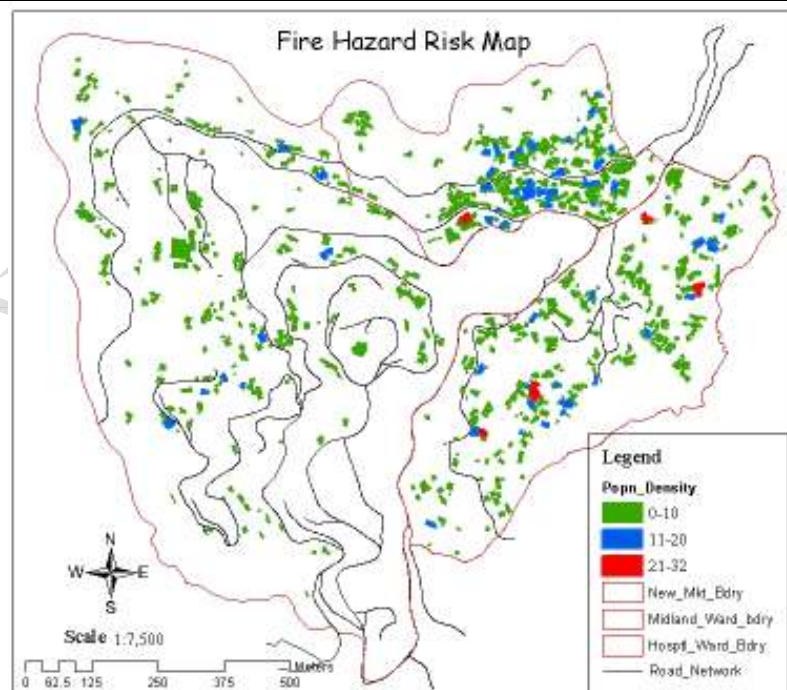 Fire Hazard Risk Map
Legend
Popn_Density
0-10
11-20
21-32
New_Mkt_Bdry
Midland_Ward_bdry
Hosptl_Ward_Bdry
Road_Network
N
W E
S
Scale 1:7,500
Meters
0 62.5 125 250 375 500